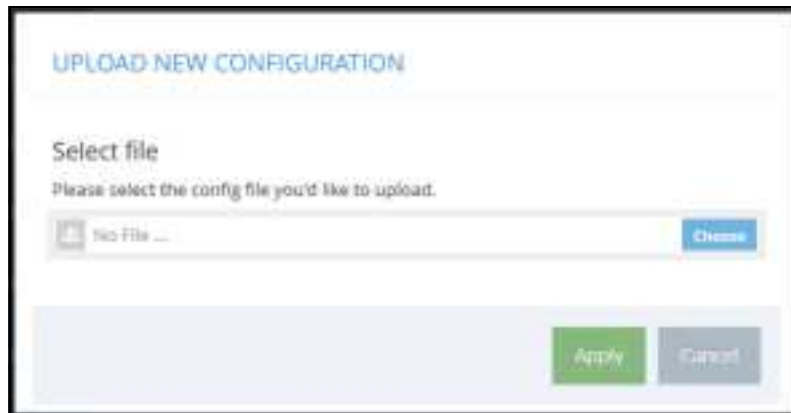 UPLOAD NEW CONFIGURATION
Select file
Please select the config file you'd like to upload.
No File ...
Choose
Apply
Cancel